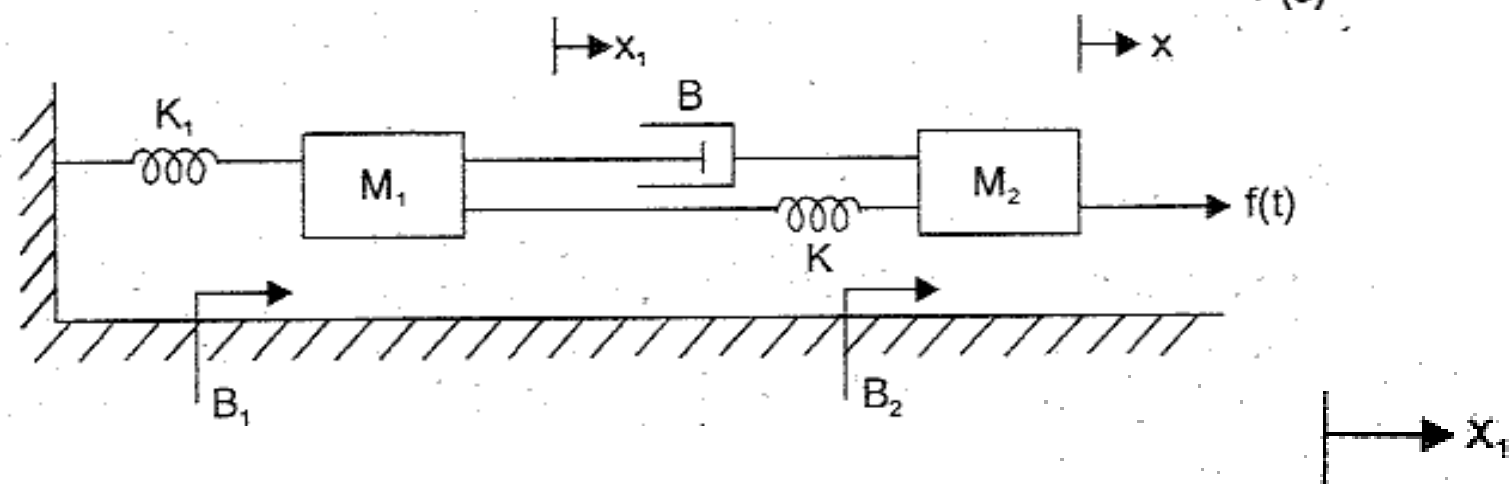 x₁ x
K₁ B
M₁ M₂
f(t)
K
B₁ B₂
x₁